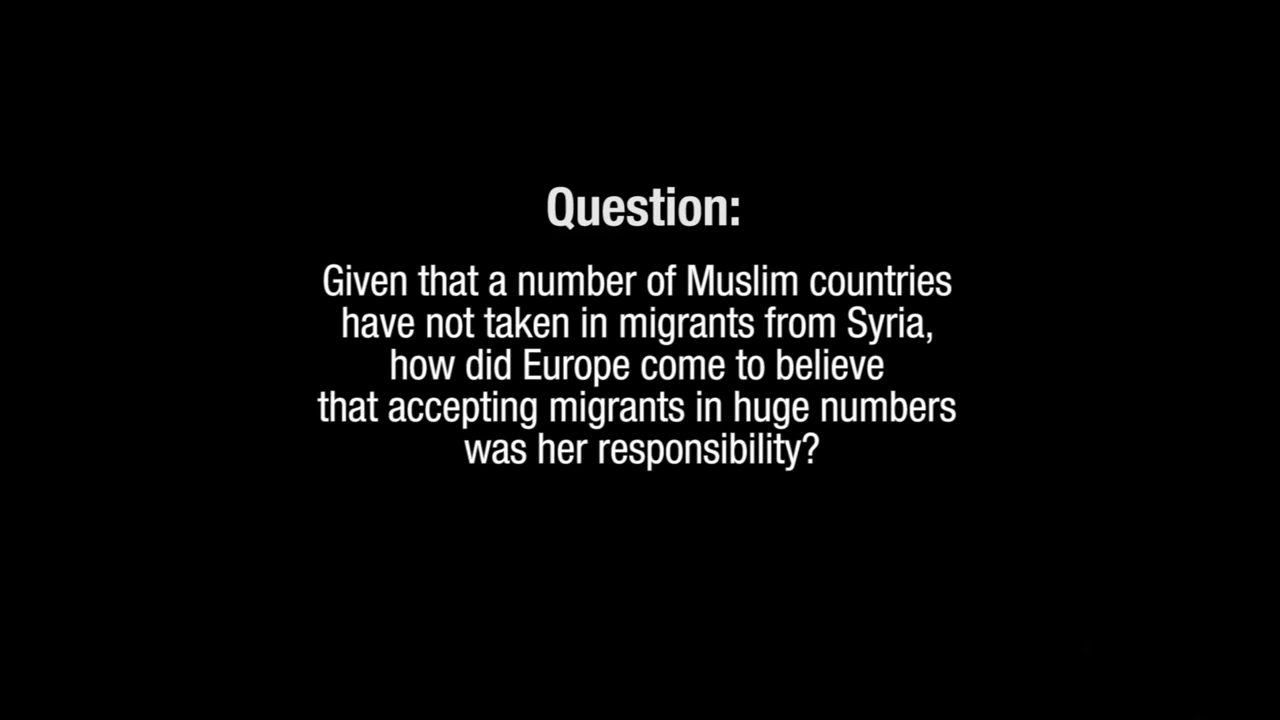 Question:
Given that a number of Muslim countries
have not taken in migrants from Syria,
how did Europe come to believe
that accepting migrants in huge numbers
was her responsibility?